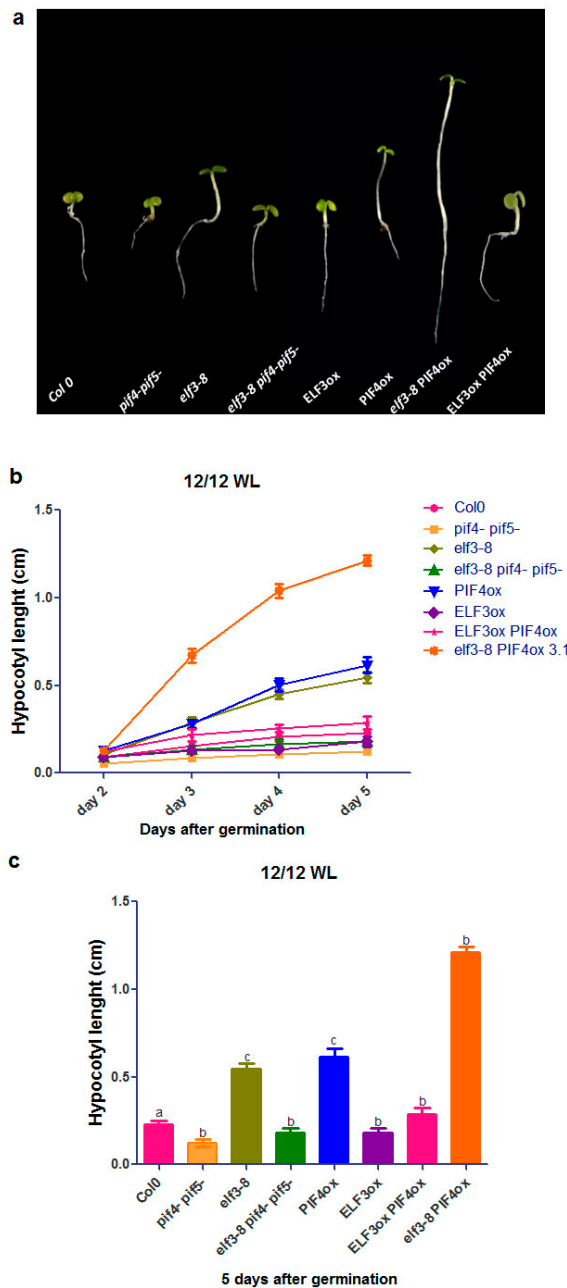 a
Col 0
pif4-pif5-
elf3-8
elf3-8 pif4-pif5-
ELF3ox
PIF4ox
elf3-8 PIF4ox
ELF3ox PIF4ox
b
12/12 WL
1.5
1.0
0.5
0.0
Hypocotyl lenght (cm)
day 2
day 3
day 4
day 5
Days after germination
Col0
pif4- pif5-
elf3-8
elf3-8 pif4- pif5-
PIF4ox
ELF3ox
ELF3ox PIF4ox
elf3-8 PIF4ox 3.1
c
12/12 WL
1.5
1.0
0.5
0.0
Hypocotyl lenght (cm)
a
b
c
b
c
b
b
b
Col0
pif4- pif5-
elf3-8
elf3-8 pif4- pif5-
PIF4ox
ELF3ox
ELF3ox PIF4ox
elf3-8 PIF4ox
5 days after germination